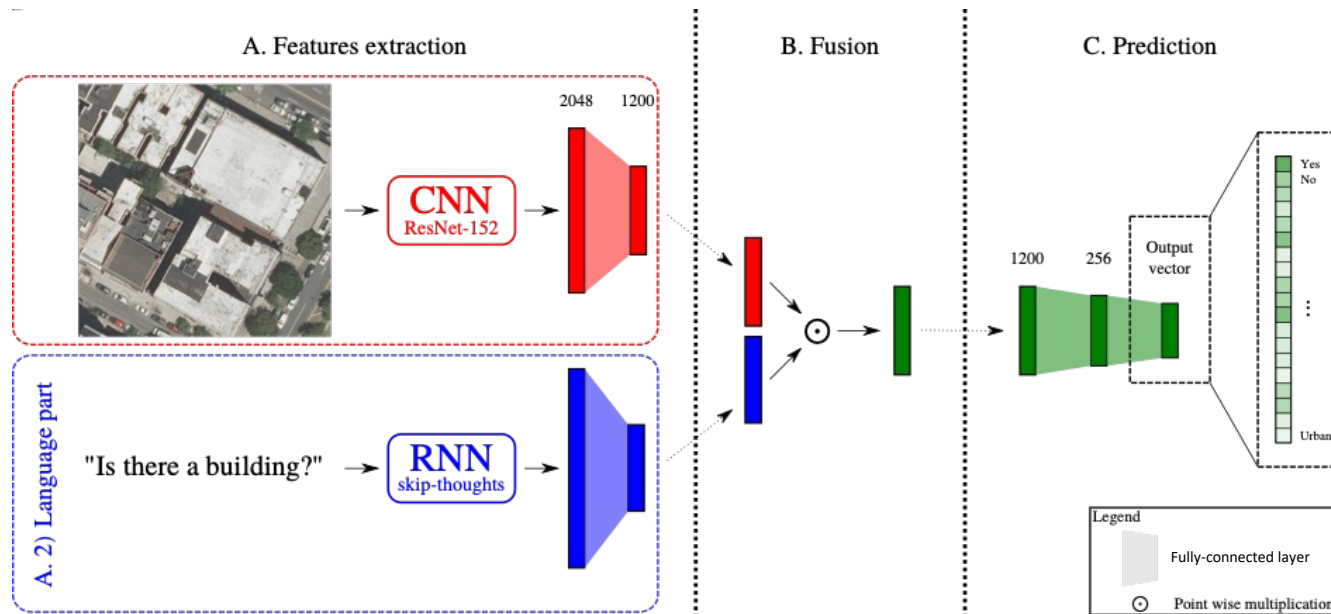 A. Features extraction
B. Fusion
C. Prediction
2048
1200
CNN
ResNet-152
1200
256
Output
vector
Yes
No
...
Urban
A. 2) Language part
"Is there a building?"
RNN
skip-thoughts
Legend
Fully-connected layer
Point wise multiplication